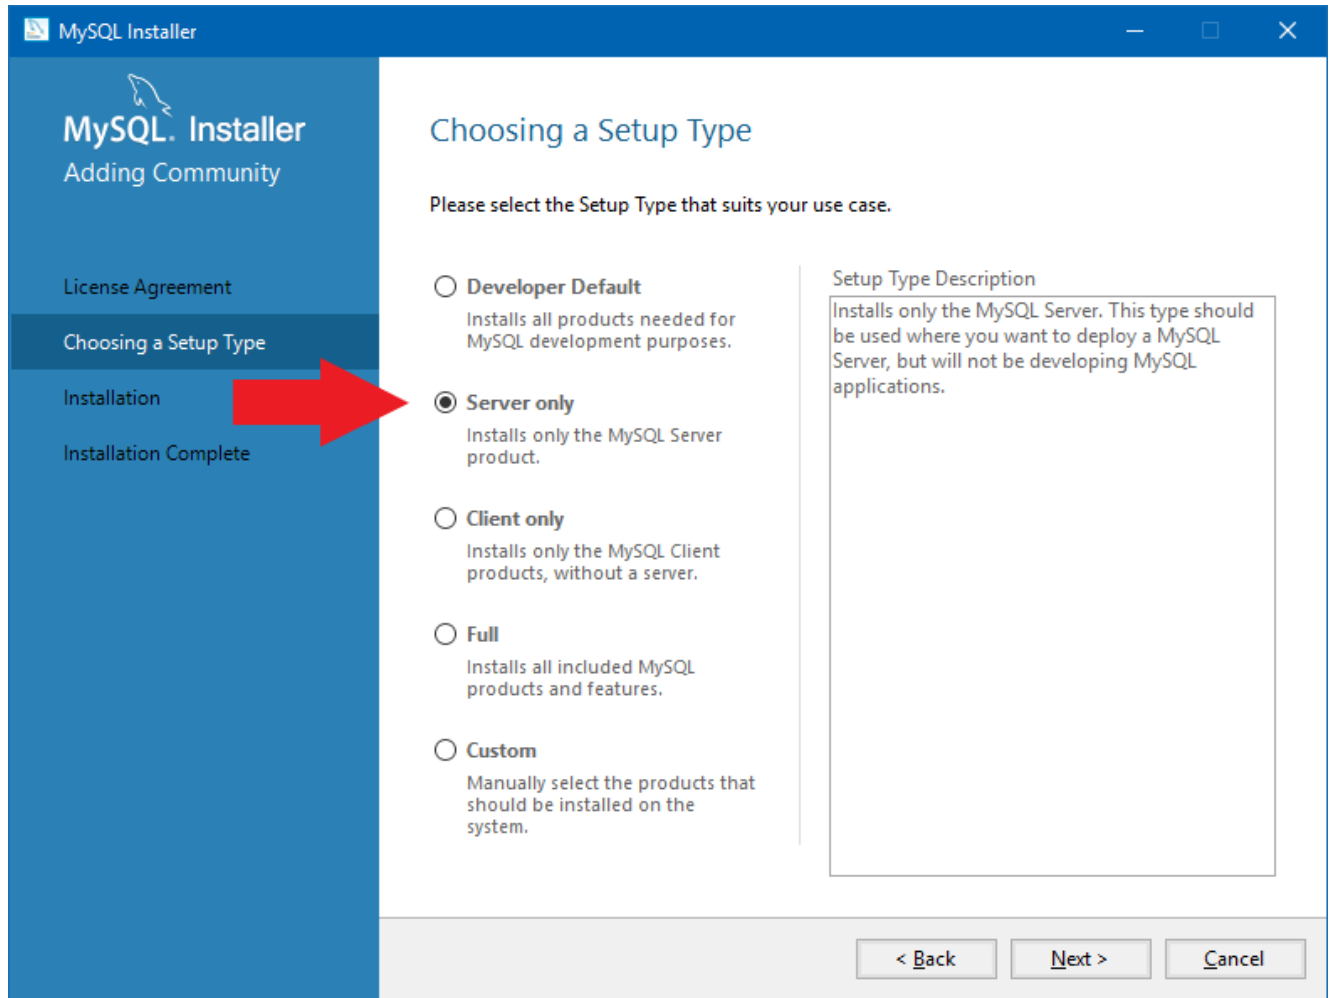 MySQL Installer
MySQL. Installer
Adding Community
License Agreement
Choosing a Setup Type
Installation
Installation Complete
Choosing a Setup Type
Please select the Setup Type that suits your use case.
Developer Default
Installs all products needed for
MySQL development purposes.
Server only
Installs only the MySQL Server
product.
Client only
Installs only the MySQL Client
products, without a server.
Full
Installs all included MySQL
products and features.
Custom
Manually select the products that
should be installed on the
system.
Setup Type Description
Installs only the MySQL Server. This type should
be used where you want to deploy a MySQL
Server, but will not be developing MySQL
applications.
< Back
Next >
Cancel